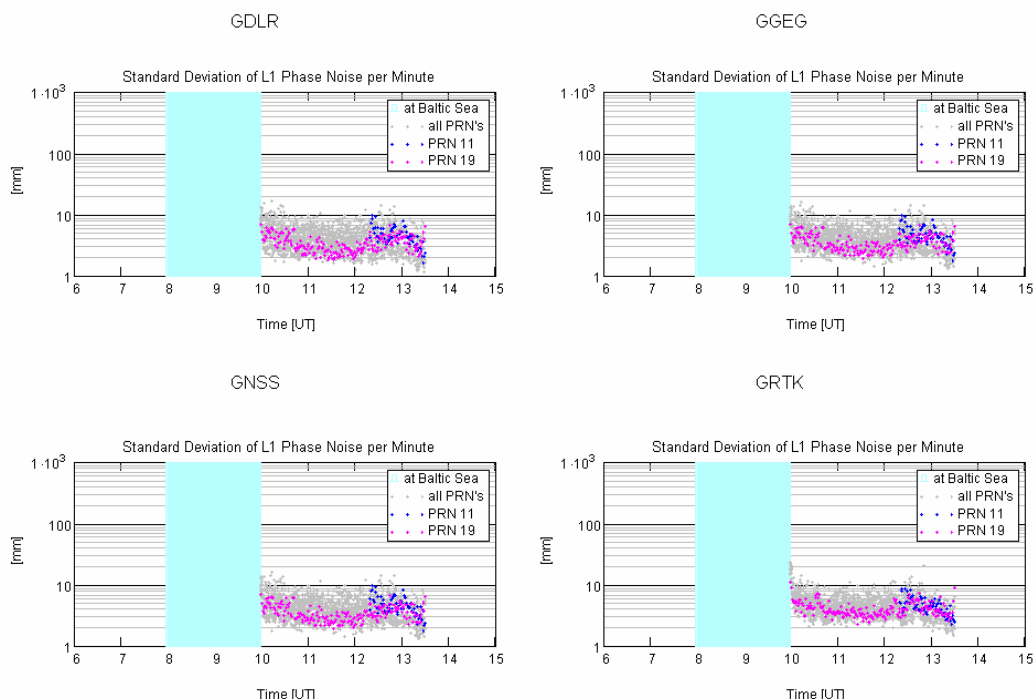 GDLR
Standard Deviation of L1 Phase Noise per Minute
1·10³
100
10
1
[mm]
at Baltic Sea
all PRN's
PRN 11
PRN 19
6 7 8 9 10 11 12 13 14 15
Time [UT]
GGEG
Standard Deviation of L1 Phase Noise per Minute
1·10³
100
10
1
[mm]
at Baltic Sea
all PRN's
PRN 11
PRN 19
6 7 8 9 10 11 12 13 14 15
Time [UT]
GNSS
Standard Deviation of L1 Phase Noise per Minute
1·10³
100
10
1
[mm]
at Baltic Sea
all PRN's
PRN 11
PRN 19
6 7 8 9 10 11 12 13 14 15
Time [UT]
GRTK
Standard Deviation of L1 Phase Noise per Minute
1·10³
100
10
1
[mm]
at Baltic Sea
all PRN's
PRN 11
PRN 19
6 7 8 9 10 11 12 13 14 15
Time [UT]